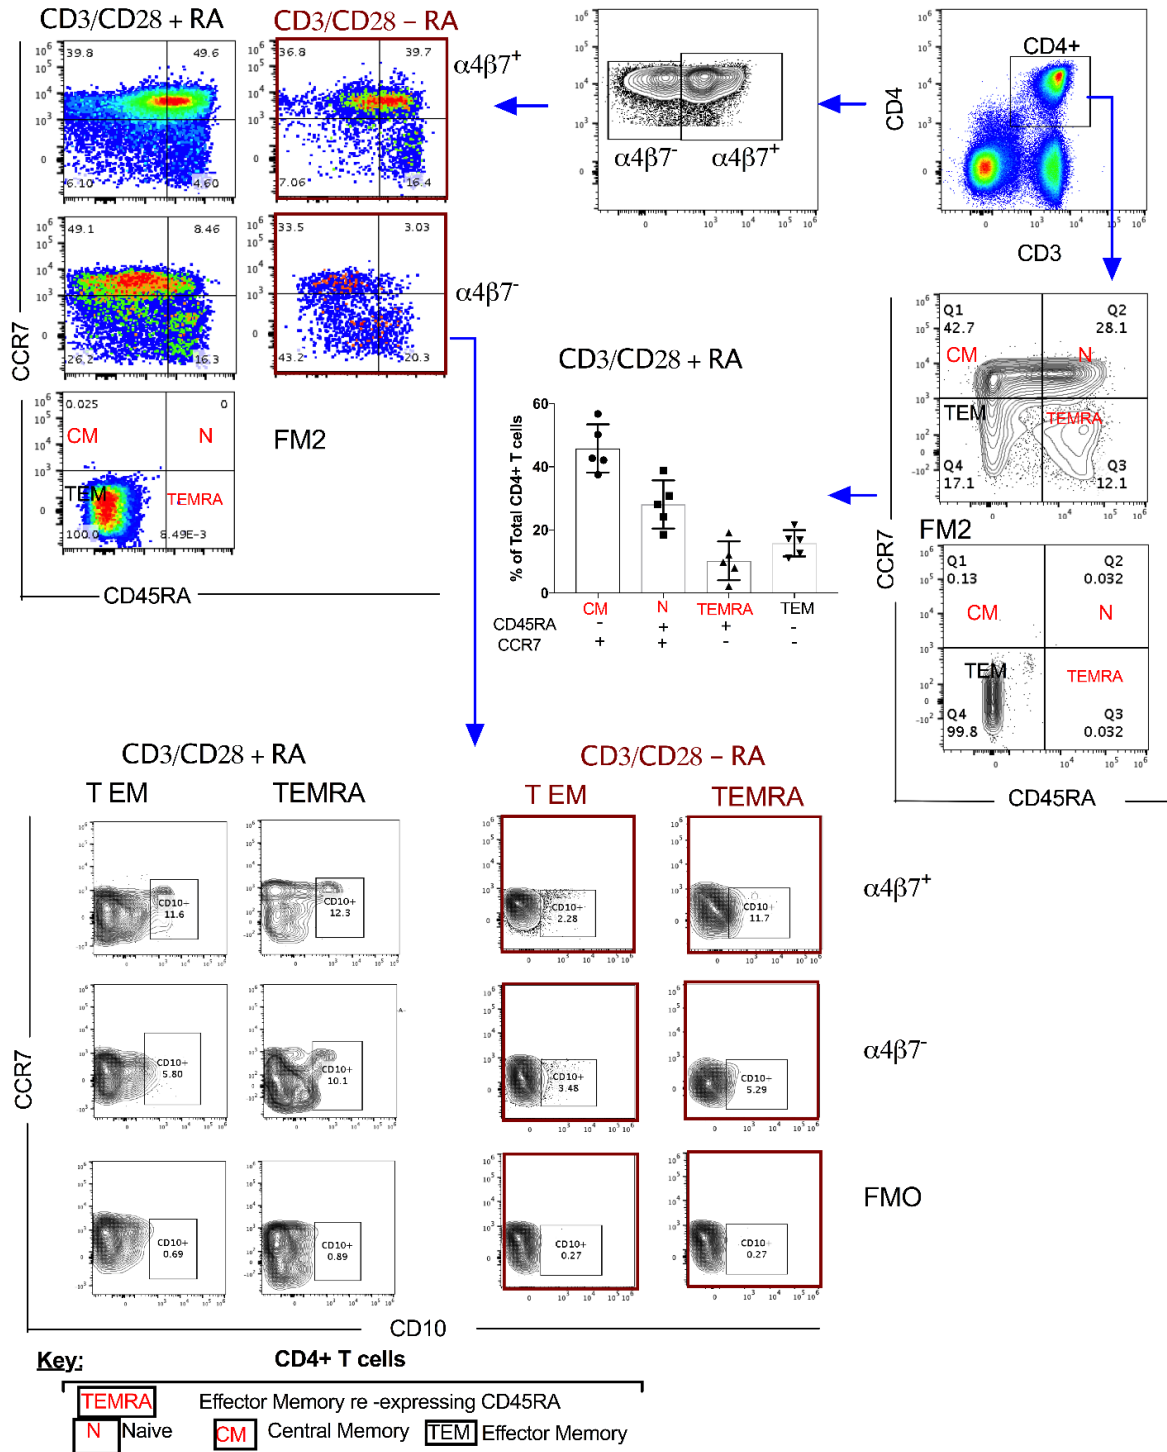 CD3/CD28 + RA
CD3/CD28 – RA
39.8 49.6
36.8 39.7
6.10 4.60
7.06 16.4
α4β7+
49.1 8.46
33.5 3.03
26.2 16.3
43.2 20.3
α4β7-
0.025 0
CM N
TEM TEMRA
100.0 8.49E-3
FM2
CCR7
CD45RA
α4β7- α4β7+
CD4+
CD4
CD3
Q1 42.7
Q2 28.1
CM N
TEM TEMRA
Q4 17.1
Q3 12.1
FM2
Q1 0.13
Q2 0.032
CM N
TEM TEMRA
Q4 99.8
Q3 0.032
CCR7
CD45RA
CD3/CD28 + RA
% of Total CD4+ T cells
60
40
20
0
CM N TEMRA TEM
CD45RA - + + -
CCR7 + + - -
CD3/CD28 + RA
CD3/CD28 – RA
T EM TEMRA
T EM TEMRA
CD10+ 11.6
CD10+ 12.3
CD10+ 2.28
CD10+ 11.7
α4β7+
CD10+ 5.80
CD10+ 10.1
CD10+ 3.48
CD10+ 5.29
α4β7-
CD10+ 0.69
CD10+ 0.89
CD10+ 0.27
CD10+ 0.27
FMO
CCR7
CD10
Key: CD4+ T cells
TEMRA Effector Memory re -expressing CD45RA
N Naive CM Central Memory TEM Effector Memory